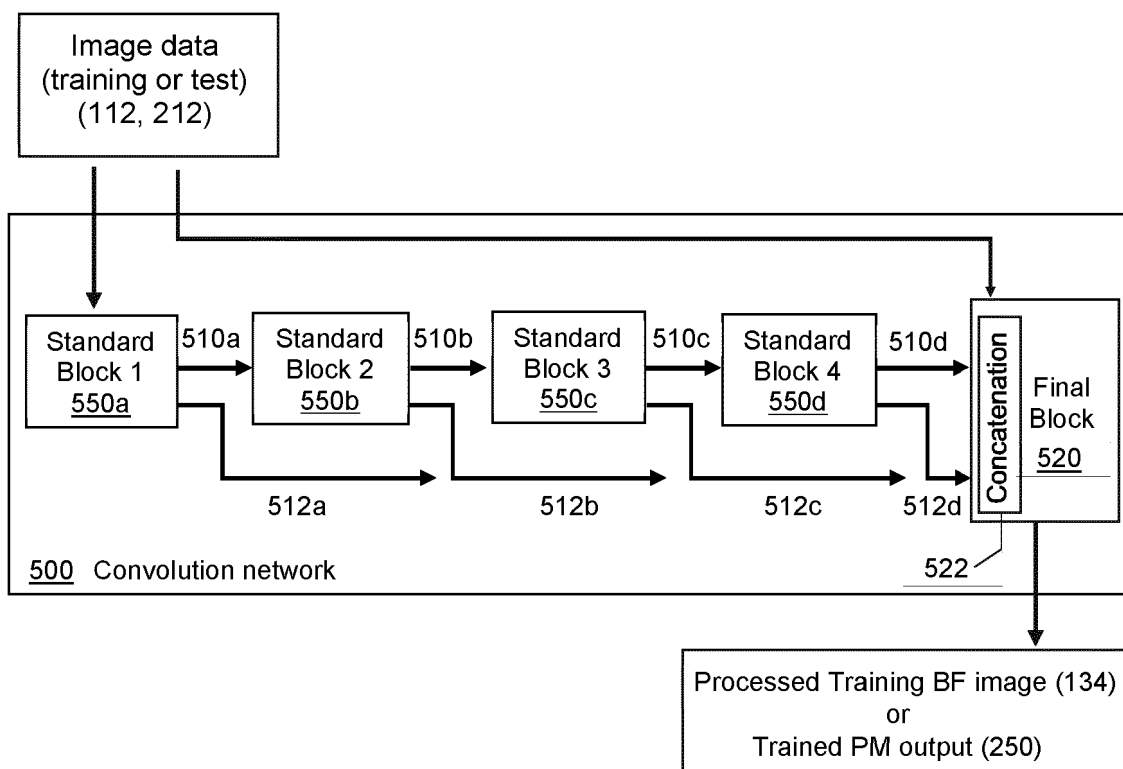 Image data
(training or test)
(112, 212)
Standard
Block 1
550a
510a
Standard
Block 2
550b
510b
Standard
Block 3
550c
510c
Standard
Block 4
550d
510d
Concatenation
Final
Block
520
512a
512b
512c
512d
522
500 Convolution network
Processed Training BF image (134)
or
Trained PM output (250)